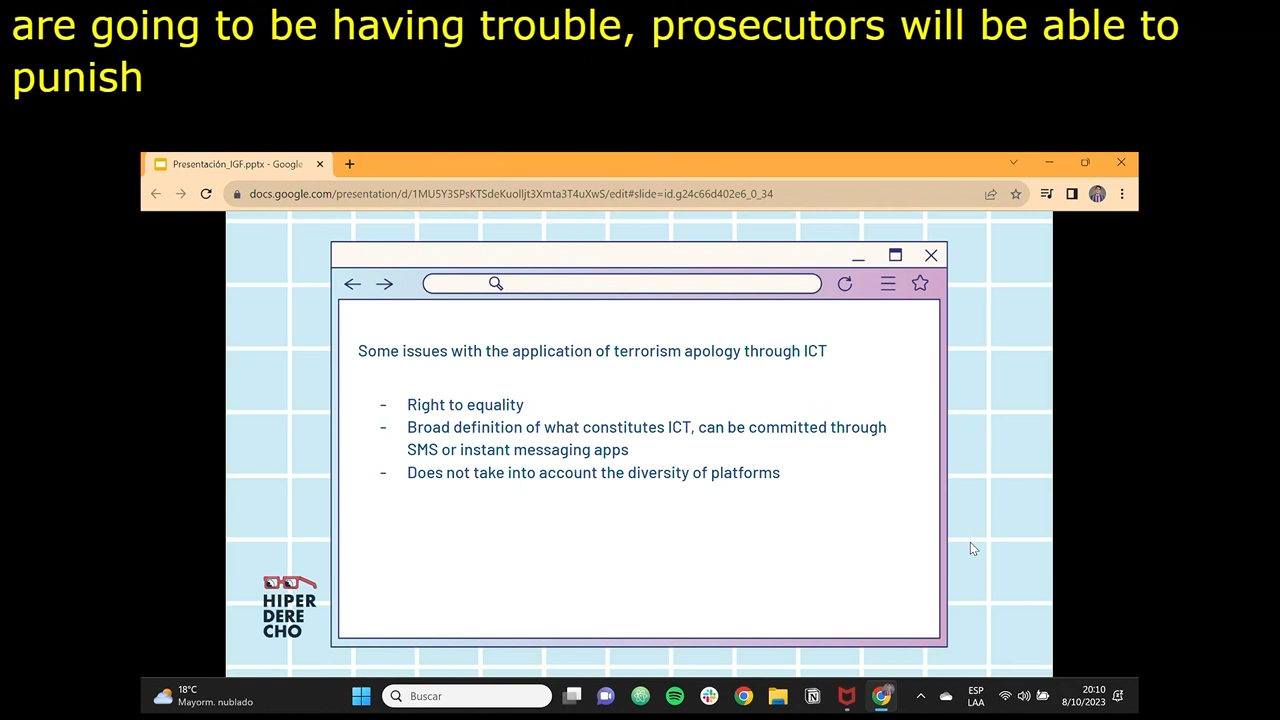 are going to be having trouble, prosecutors will be able to
punish
Presentación_IGF.pptx - Google
docs.google.com/presentation/d/1MU5Y3SPsKTSdeKuolljt3Xmta3T4uXwS/edit#slide=id.g24c66d402e6_0_34
Some issues with the application of terrorism apology through ICT
- Right to equality
- Broad definition of what constitutes ICT, can be committed through
SMS or instant messaging apps
- Does not take into account the diversity of platforms
HIPER
DERE
CHO
18°C
Mayorm. nublado
Buscar
ESP
LAA
20:10
8/10/2023